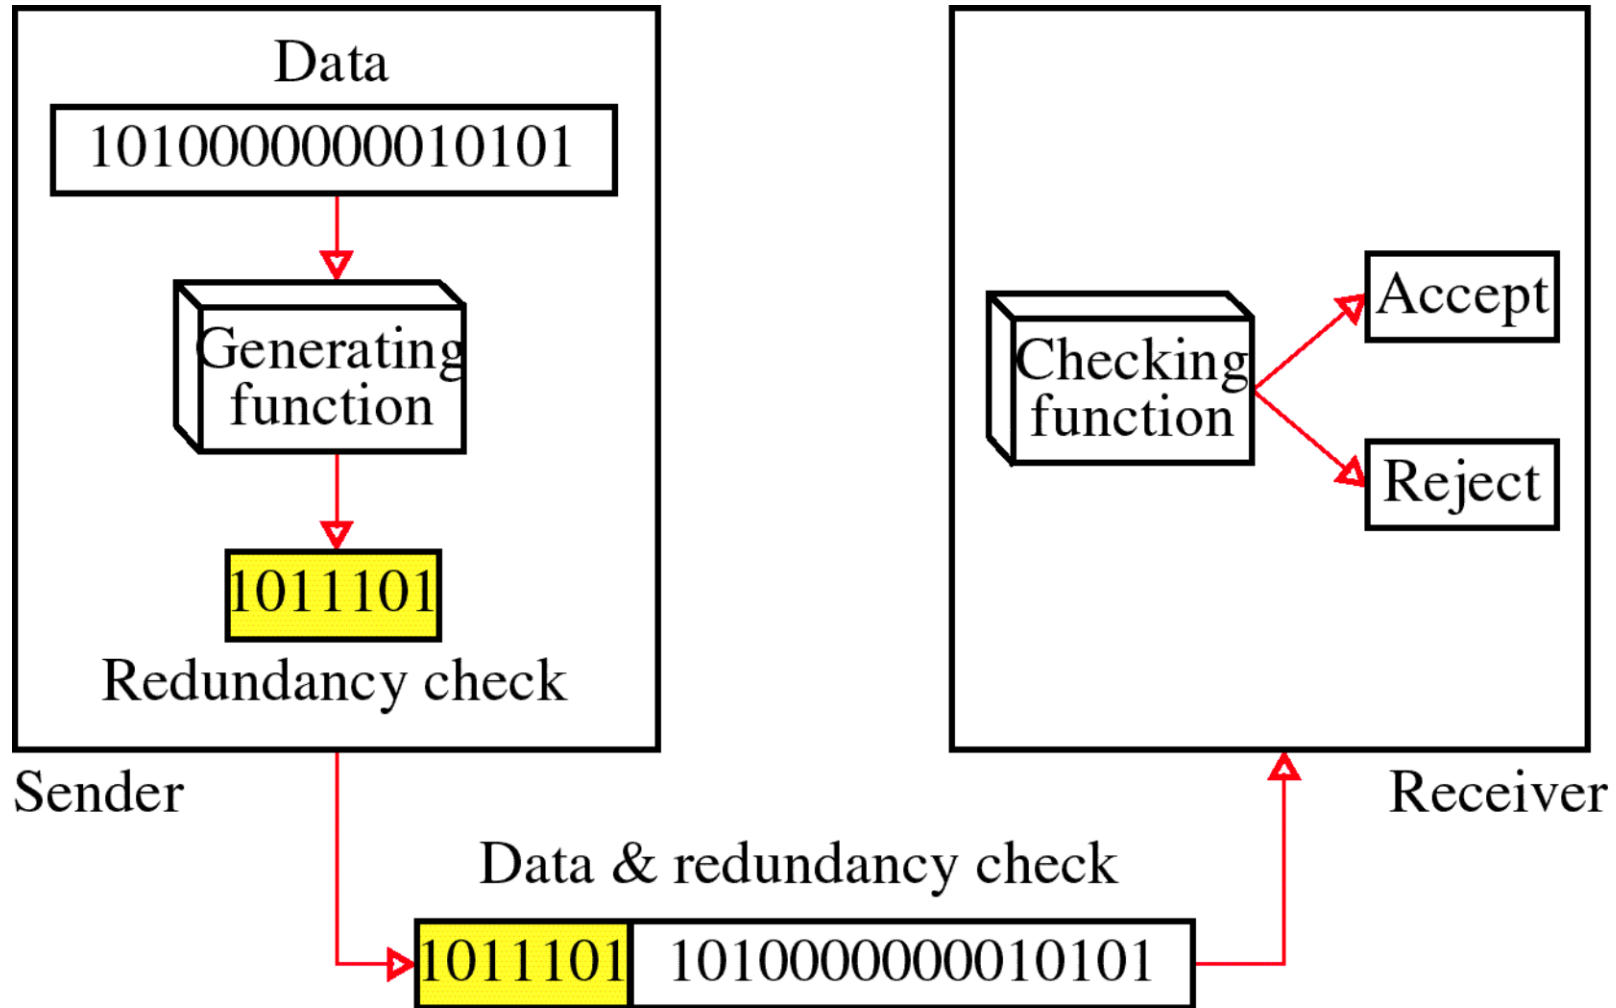 Data
1010000000010101
Generating
function
1011101
Redundancy check
Sender
Checking
function
Accept
Reject
Receiver
Data & redundancy check
1011101 1010000000010101